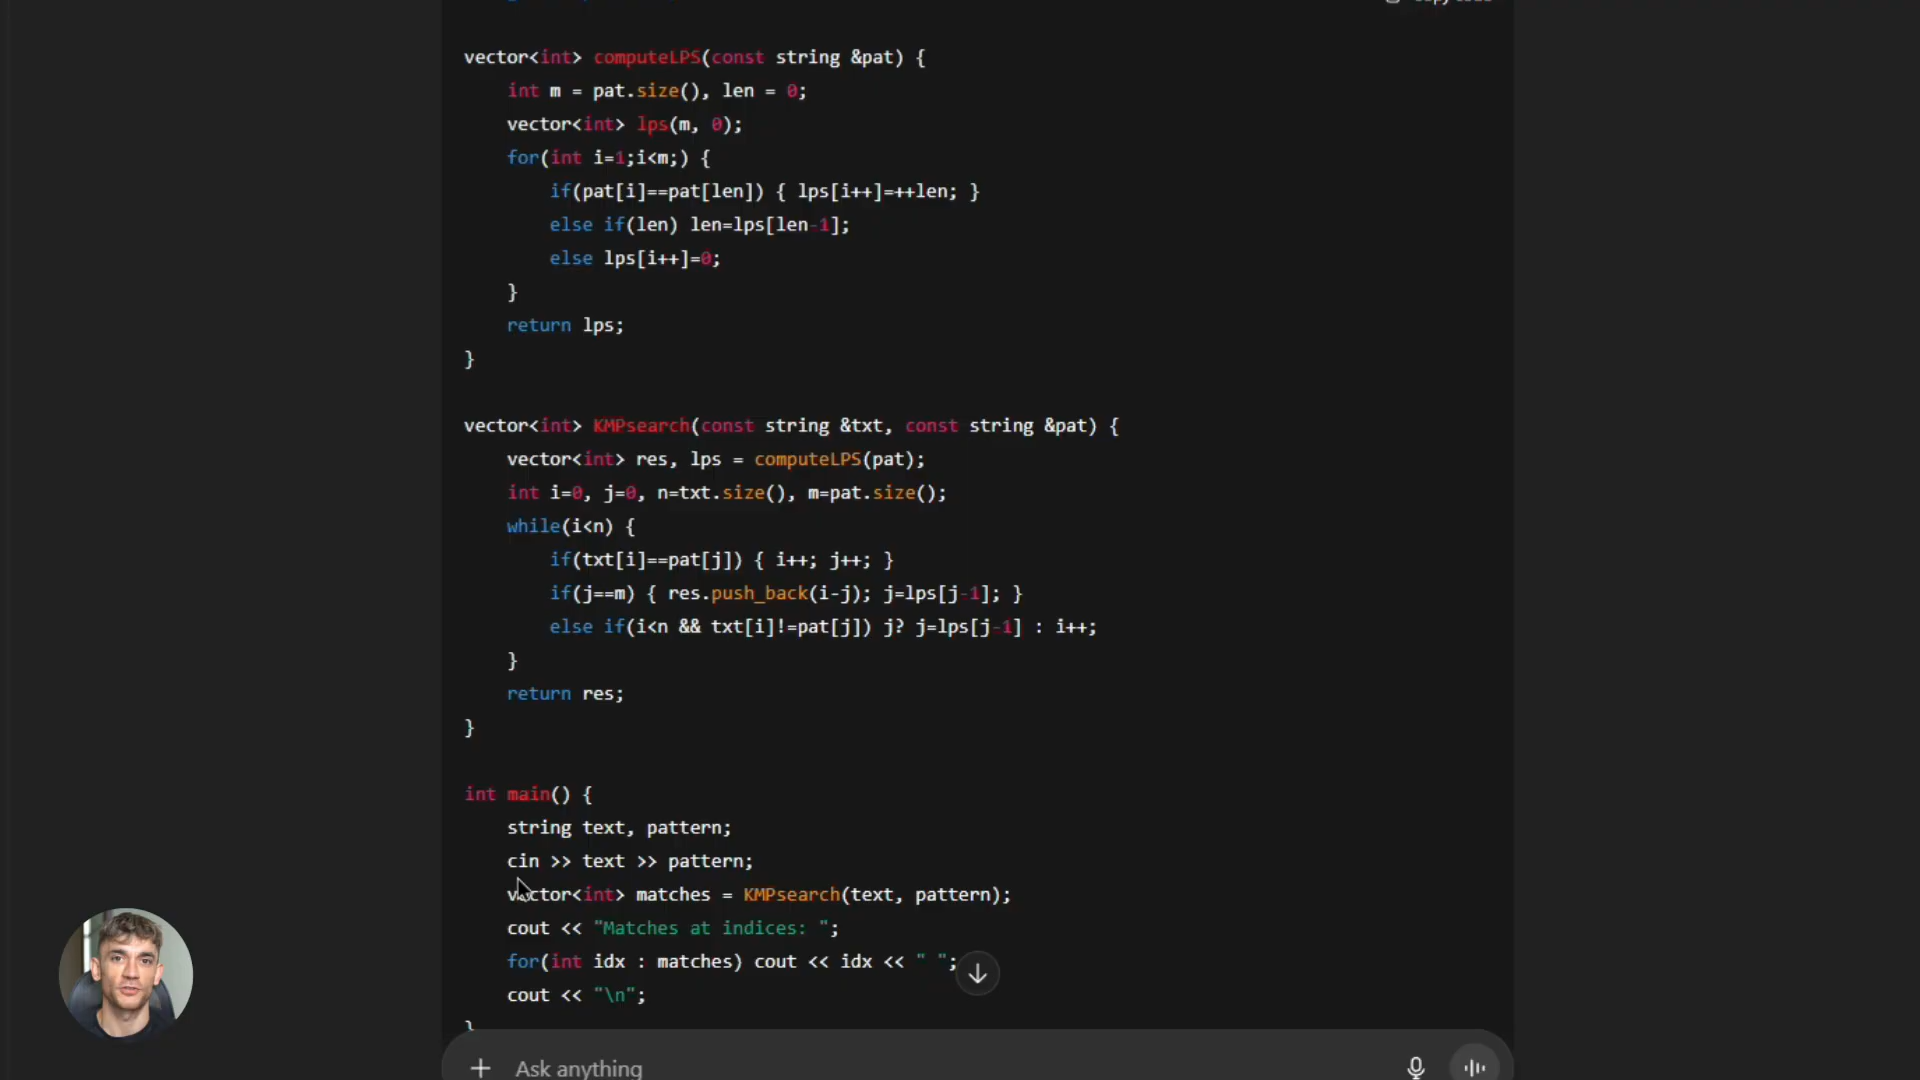 vector<int> computeLPS(const string &pat) {
    int m = pat.size(), len = 0;
    vector<int> lps(m, 0);
    for(int i=1;i<m;) {
        if(pat[i]==pat[len]) { lps[i++]=++len; }
        else if(len) len=lps[len-1];
        else lps[i++]=0;
    }
    return lps;
}
vector<int> KMPsearch(const string &txt, const string &pat) {
    vector<int> res, lps = computeLPS(pat);
    int i=0, j=0, n=txt.size(), m=pat.size();
    while(i<n) {
        if(txt[i]==pat[j]) { i++; j++; }
        if(j==m) { res.push_back(i-j); j=lps[j-1]; }
        else if(i<n && txt[i]!=pat[j]) j? j=lps[j-1] : i++;
    }
    return res;
}
int main() {
    string text, pattern;
    cin >> text >> pattern;
    vector<int> matches = KMPsearch(text, pattern);
    cout << "Matches at indices: ";
    for(int idx : matches) cout << idx << " ";
    cout << "\n";
}
Ask anything